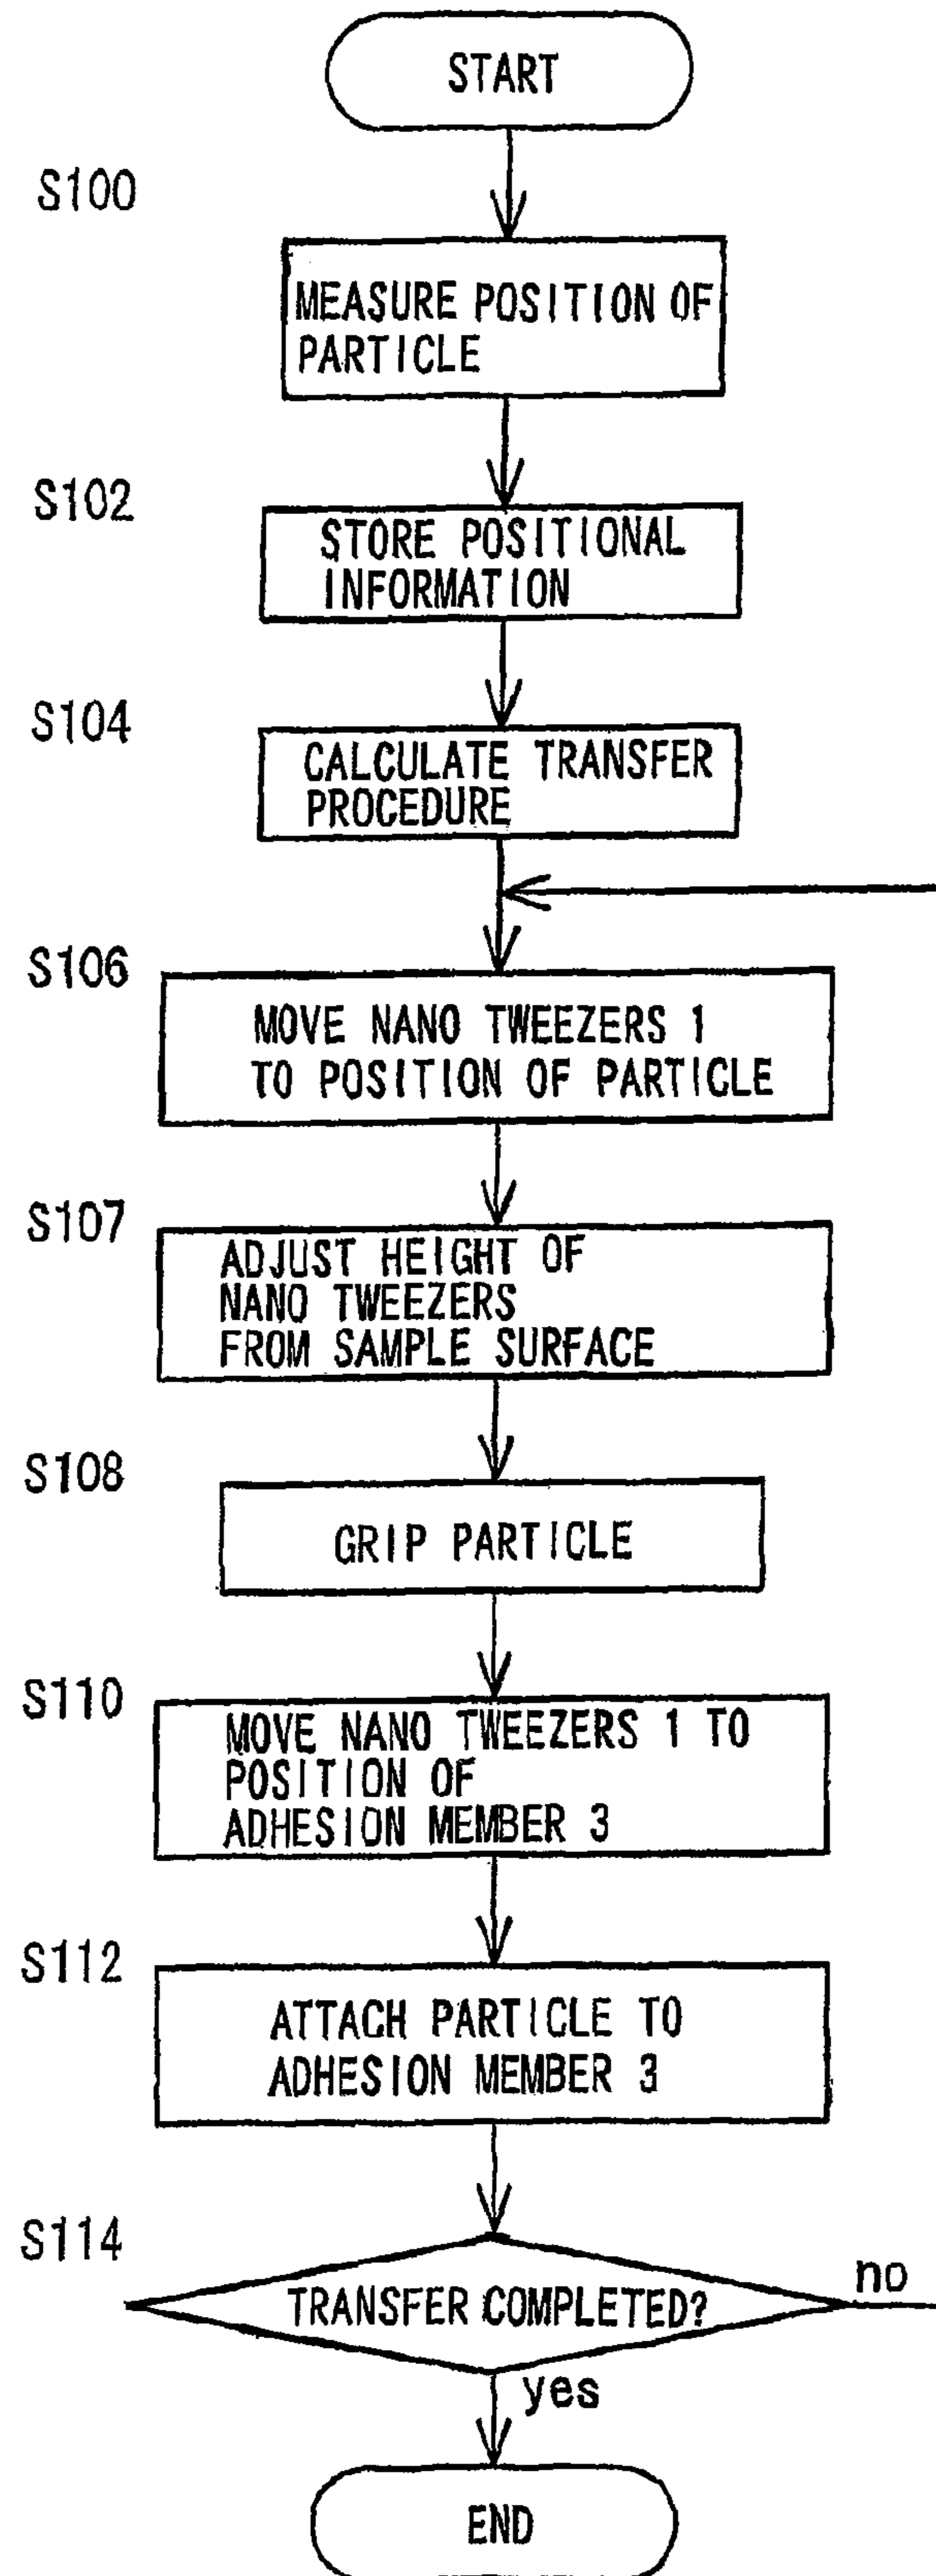 START
S100
MEASURE POSITION OF
PARTICLE
S102
STORE POSITIONAL
INFORMATION
S104
CALCULATE TRANSFER
PROCEDURE
S106
MOVE NANO TWEEZERS 1
TO POSITION OF PARTICLE
S107
ADJUST HEIGHT OF
NANO TWEEZERS
FROM SAMPLE SURFACE
S108
GRIP PARTICLE
S110
MOVE NANO TWEEZERS 1 TO
POSITION OF
ADHESION MEMBER 3
S112
ATTACH PARTICLE TO
ADHESION MEMBER 3
S114
TRANSFER COMPLETED?
no
yes
END